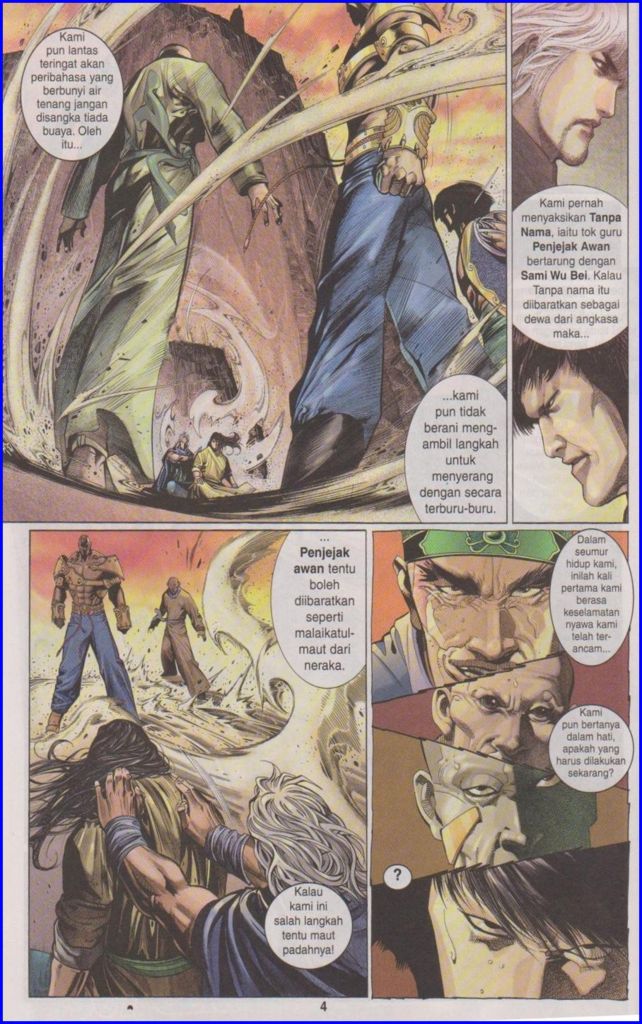 Kami
pun lantas
teringat akan
peribahasa yang
berbunyi air
tenang jangan
disangka tiada
buaya. Oleh
itu...
Kami pernah
menyaksikan Tanpa
Nama, iaitu tok guru
Penjejak Awan
bertarung dengan
Sami Wu Bei. Kalau
Tanpa nama itu
diibaratkan sebagai
dewa dari angkasa
maka...
...kami
pun tidak
berani meng-
ambil langkah
untuk
menyerang
dengan secara
terburu-buru.
...
Penjejak
awan tentu
boleh
diibaratkan
seperti
malaikatul-
maut dari
neraka.
Kalau
kami ini
salah langkah
tentu maut
padahnya!
Dalam
seumur
hidup kami,
inilah kali
pertama kami
berasa
keselamatan
nyawa kami
telah ter-
ancam...
Kami
pun bertanya
dalam hati,
apakah yang
harus dilakukan
sekarang?
?
4